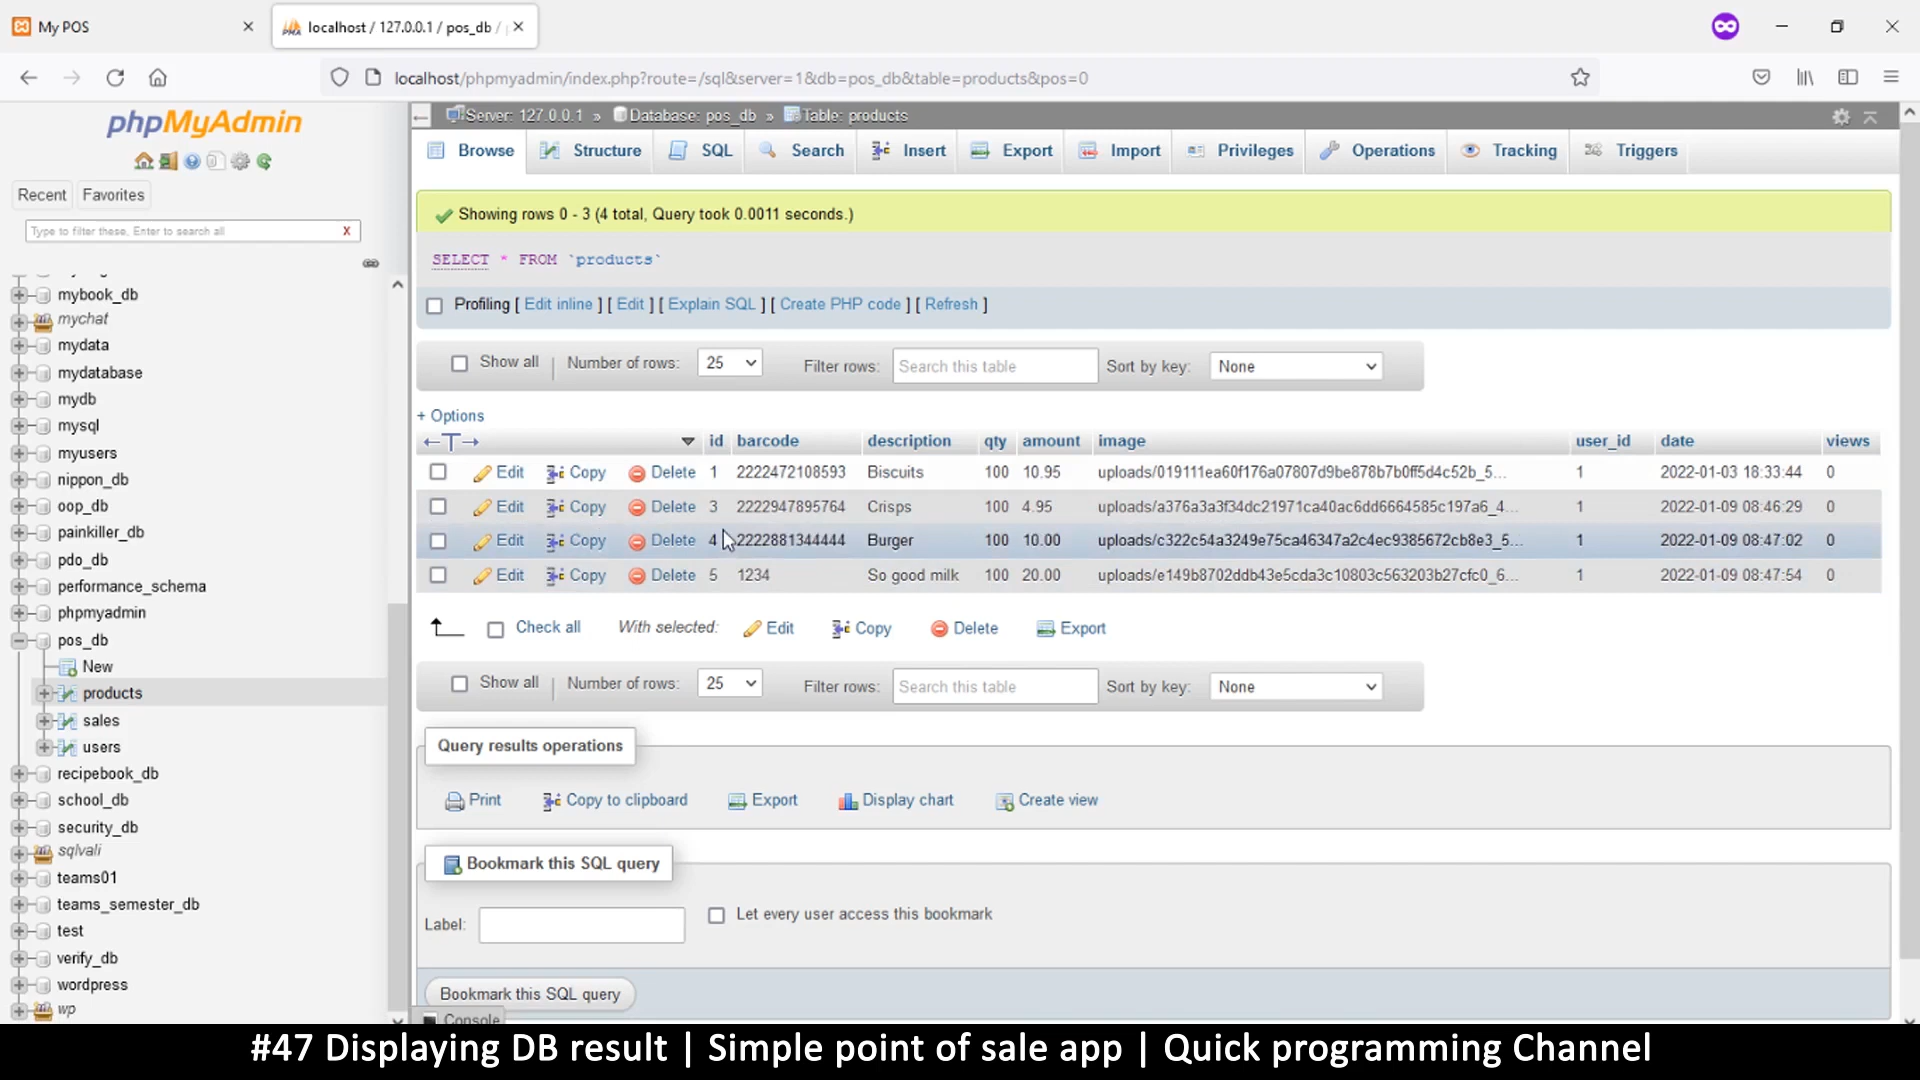 My POS
localhost / 127.0.0.1 / pos_db /
localhost/phpmyadmin/index.php?route=/sql&server=1&db=pos_db&table=products&pos=0
phpMyAdmin
Recent Favorites
Type to filter these, Enter to search all X
mybook_db
mychat
mydata
mydatabase
mydb
mysql
myusers
nippon_db
oop_db
painkiller_db
pdo_db
performance_schema
phpmyadmin
pos_db
New
products
sales
users
recipebook_db
school_db
security_db
sqlvali
teams01
teams_semester_db
test
verify_db
wordpress
wp
Server: 127.0.0.1 » Database: pos_db » Table: products
Browse Structure SQL Search Insert Export Import Privileges Operations Tracking Triggers
Showing rows 0 - 3 (4 total, Query took 0.0011 seconds.)
SELECT * FROM `products`
Profiling [ Edit inline ] [ Edit ] [ Explain SQL ] [ Create PHP code ] [ Refresh ]
Show all Number of rows: 25 Filter rows: Search this table Sort by key: None
+ Options
id barcode description qty amount image user_id date views
Edit Copy Delete 1 2222472108593 Biscuits 100 10.95 uploads/019111ea60f176a07807d9be878b7b0ff5d4c52b_5... 1 2022-01-03 18:33:44 0
Edit Copy Delete 3 2222947895764 Crisps 100 4.95 uploads/a376a3a3f34dc21971ca40ac6dd6664585c197a6_4... 1 2022-01-09 08:46:29 0
Edit Copy Delete 4 2222881344444 Burger 100 10.00 uploads/c322c54a3249e75ca46347a2c4ec9385672cb8e3_5... 1 2022-01-09 08:47:02 0
Edit Copy Delete 5 1234 So good milk 100 20.00 uploads/e149b8702ddb43e5cda3c10803c563203b27cfc0_6... 1 2022-01-09 08:47:54 0
Check all With selected: Edit Copy Delete Export
Show all Number of rows: 25 Filter rows: Search this table Sort by key: None
Query results operations
Print Copy to clipboard Export Display chart Create view
Bookmark this SQL query
Label: Let every user access this bookmark
Bookmark this SQL query
Console
#47 Displaying DB result | Simple point of sale app | Quick programming Channel